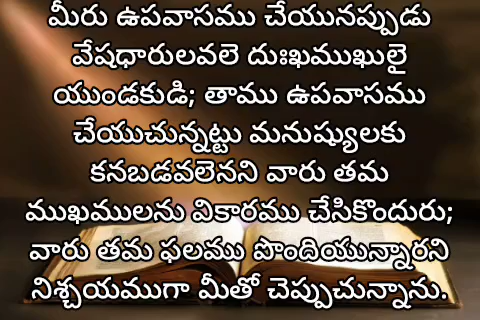 మీరు ఉపవాసము చేయునప్పుడు
వేషధారులవలె దుఃఖముఖులై
యుండకుడి; తాము ఉపవాసము
చేయుచున్నట్టు మనుష్యులకు
కనబడవలెనని వారు తమ
ముఖములను వికారము చేసికొందురు;
వారు తమ ఫలము పొందియున్నారని
నిశ్చయముగా మీతో చెప్పుచున్నాను.